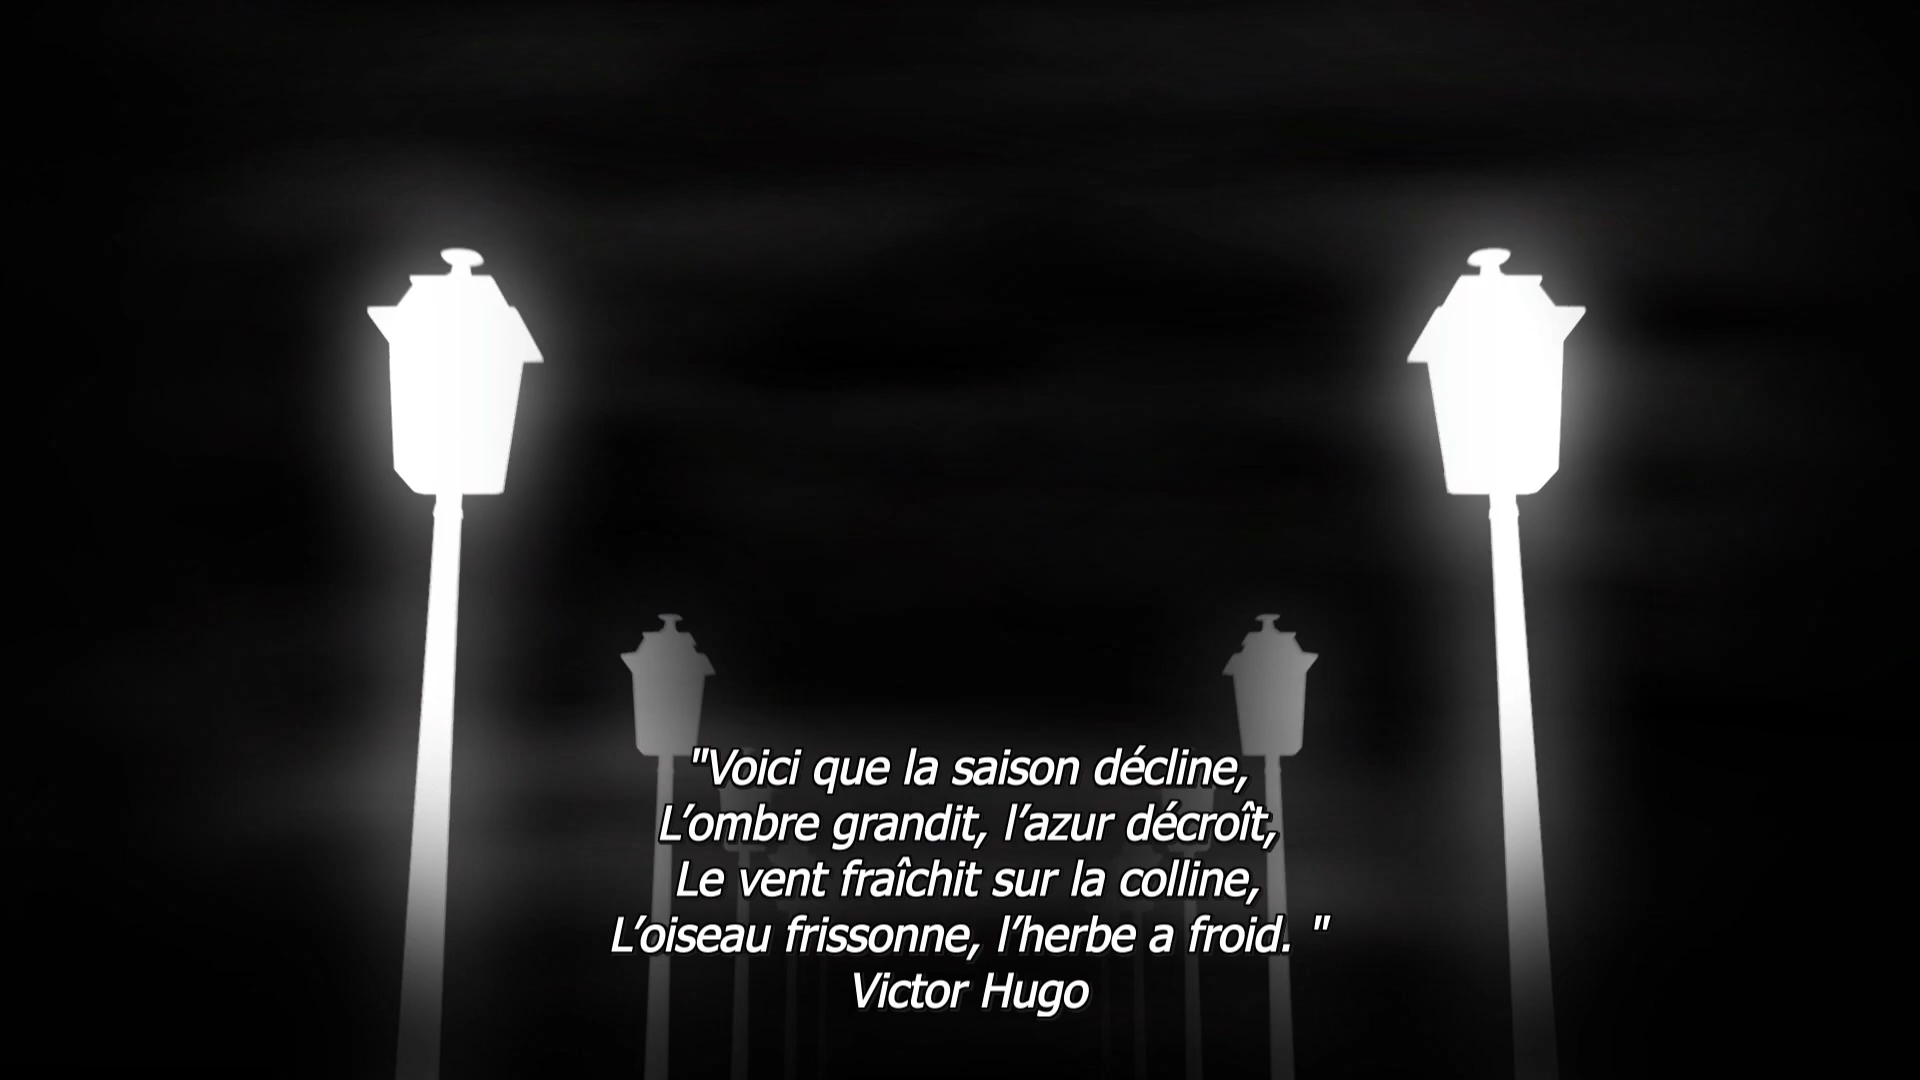 "Voici que la saison décline,
L’ombre grandit, l’azur décroît,
Le vent fraîchit sur la colline,
L’oiseau frissonne, l’herbe a froid. "
Victor Hugo